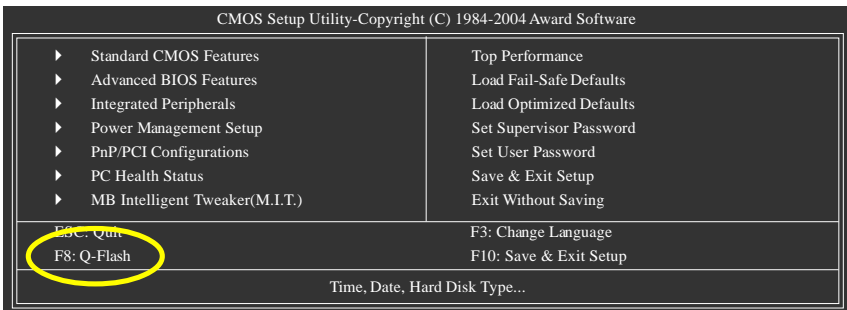 CMOS Setup Utility-Copyright (C) 1984-2004 Award Software
Standard CMOS Features
Advanced BIOS Features
Integrated Peripherals
Power Management Setup
PnP/PCI Configurations
PC Health Status
MB Intelligent Tweaker(M.I.T.)
Top Performance
Load Fail-Safe Defaults
Load Optimized Defaults
Set Supervisor Password
Set User Password
Save & Exit Setup
Exit Without Saving
ESC: Quit
F8: Q-Flash
F3: Change Language
F10: Save & Exit Setup
Time, Date, Hard Disk Type...